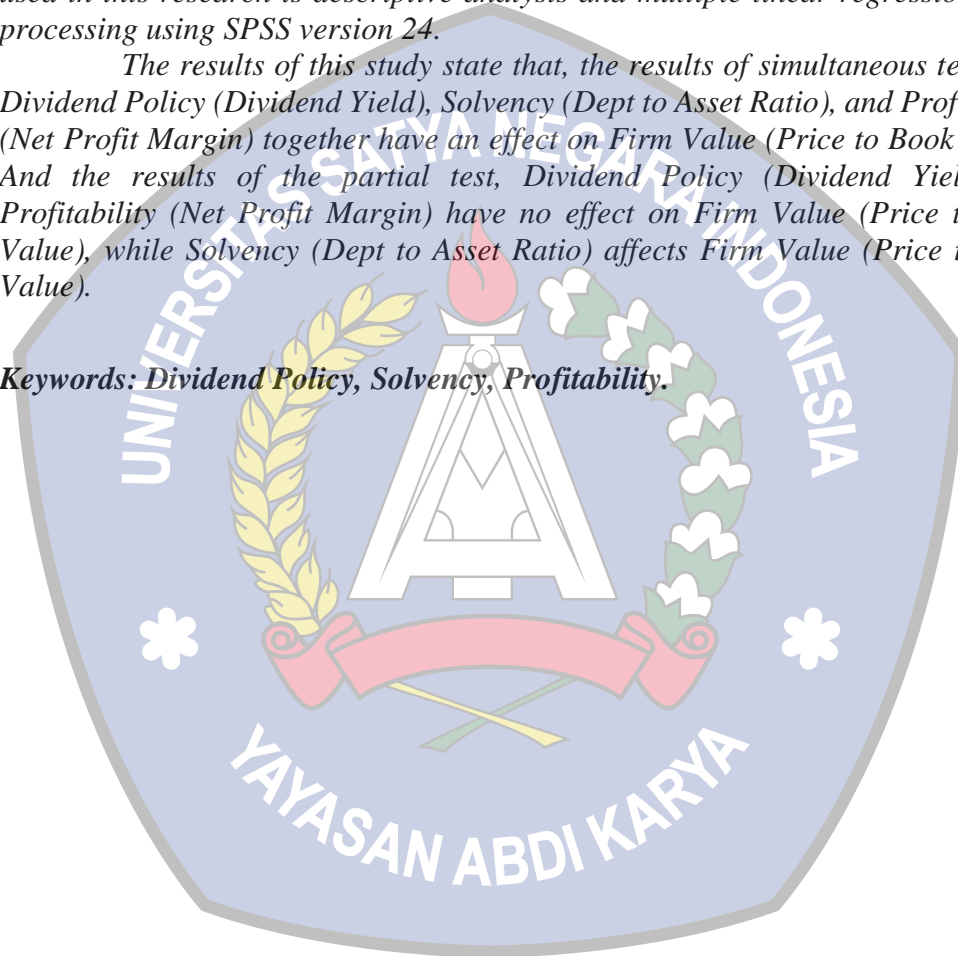 used in this research is descriptive analysis and multiple linear regression
processing using SPSS version 24.
The results of this study state that, the results of simultaneous te
Dividend Policy (Dividend Yield), Solvency (Dept to Asset Ratio), and Prof
(Net Profit Margin) together have an effect on Firm Value (Price to Book
And the results of the partial test, Dividend Policy (Dividend Yiel
Profitability (Net Profit Margin) have no effect on Firm Value (Price t
Value), while Solvency (Dept to Asset Ratio) affects Firm Value (Price t
Value).
Keywords: Dividend Policy, Solvency, Profitability.
UNIVERSITAS SATYA NEGARA INDONESIA
YAYASAN ABDI KARYA